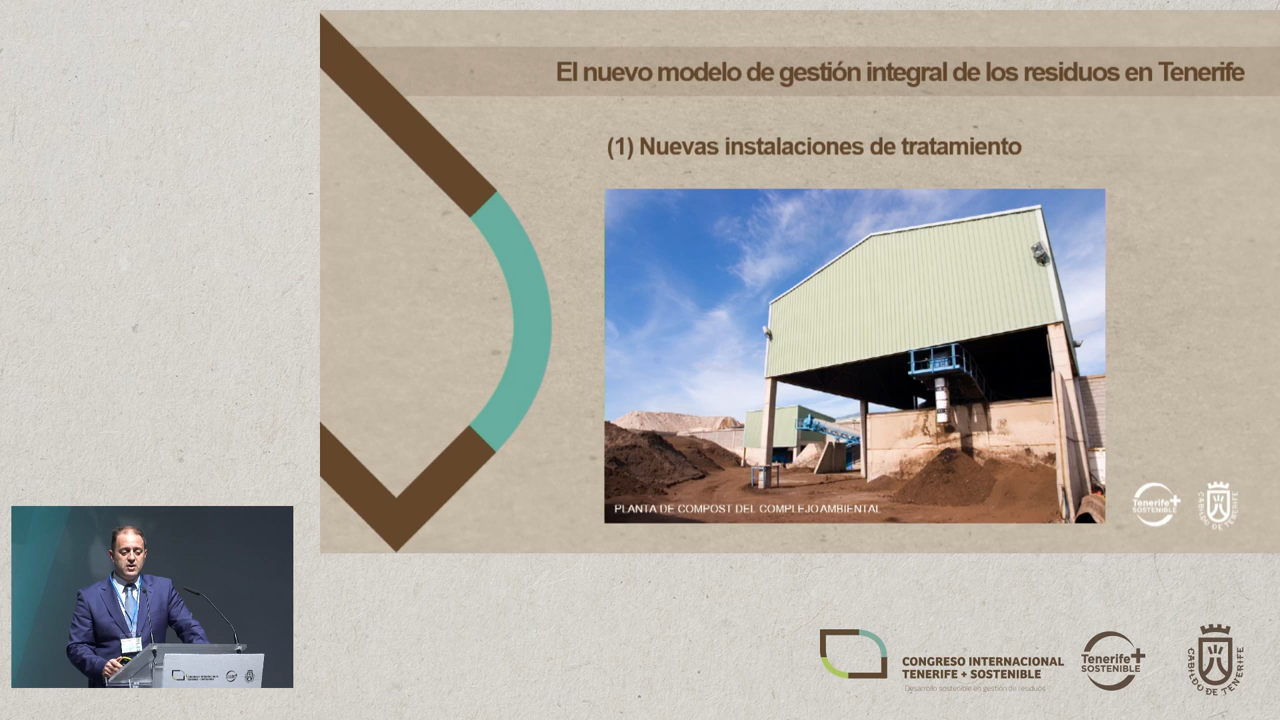 El nuevo modelo de gestión integral de los residuos en Tenerife
(1) Nuevas instalaciones de tratamiento
PLANTA DE COMPOST DEL COMPLEJO AMBIENTAL
Tenerife+
SOSTENIBLE
CABILDO DE TENERIFE
CONGRESO INTERNACIONAL
TENERIFE + SOSTENIBLE
Desarrollo sostenible en gestión de residuos
Tenerife+
SOSTENIBLE
CABILDO DE TENERIFE